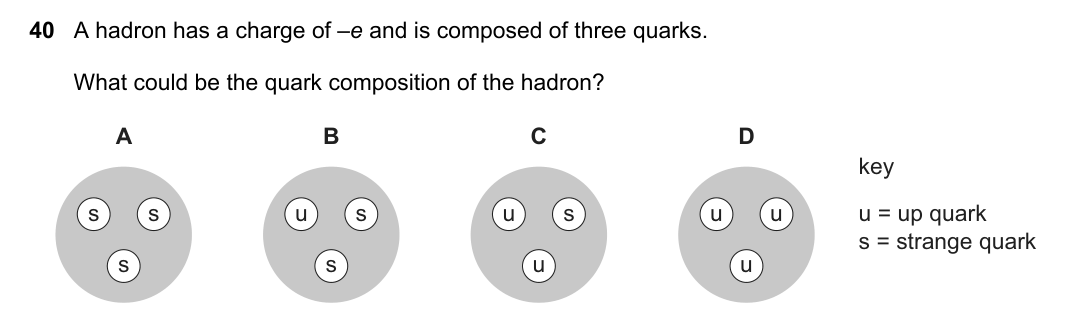 40 A hadron has a charge of –e and is composed of three quarks.
What could be the quark composition of the hadron?
A B C D
key
s s u s u s u u
u = up quark
s = strange quark
s s u u